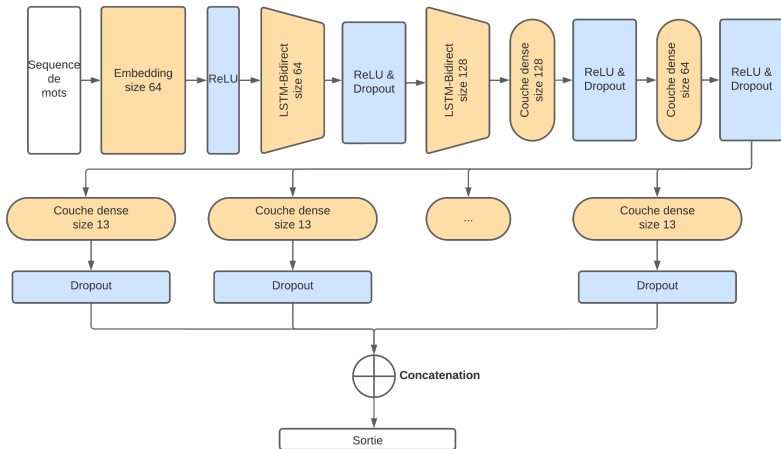 Sequence
de
mots
Embedding
size 64
ReLU
LSTM-Bidirect
size 64
ReLU &
Dropout
LSTM-Bidirect
size 128
Couche dense
size 128
ReLU &
Dropout
Couche dense
size 64
ReLU &
Dropout
Couche dense
size 13
Couche dense
size 13
...
Couche dense
size 13
Dropout
Dropout
Dropout
Concatenation
Sortie